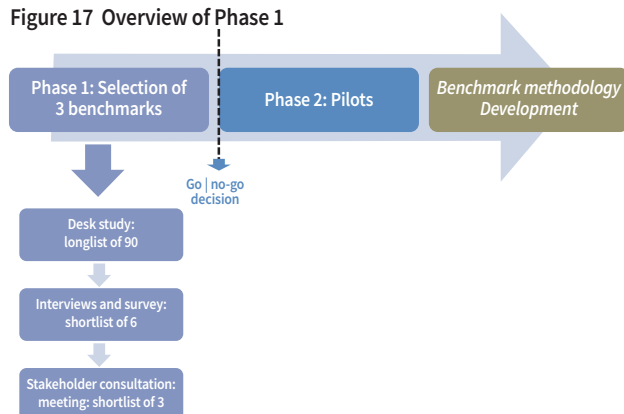 Figure 17 Overview of Phase 1
Phase 1: Selection of
3 benchmarks
Phase 2: Pilots
Benchmark methodology
Development
Go | no-go
decision
Desk study:
longlist of 90
Interviews and survey:
shortlist of 6
Stakeholder consultation:
meeting: shortlist of 3